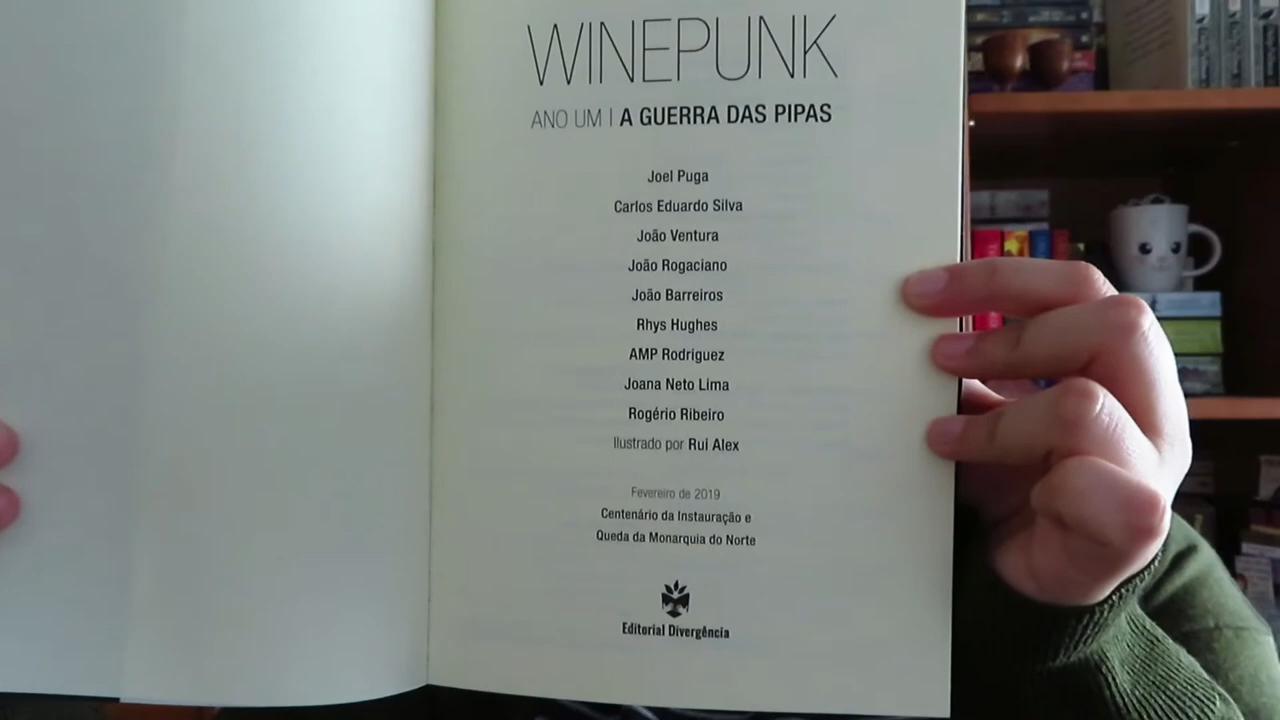 WINEPUNK
ANO UM | A GUERRA DAS PIPAS
Joel Puga
Carlos Eduardo Silva
João Ventura
João Rogaciano
João Barreiros
Rhys Hughes
AMP Rodriguez
Joana Neto Lima
Rogério Ribeiro
Ilustrado por Rui Alex
Fevereiro de 2019
Centenário da Instauração e
Queda da Monarquia do Norte
Editorial Divergência